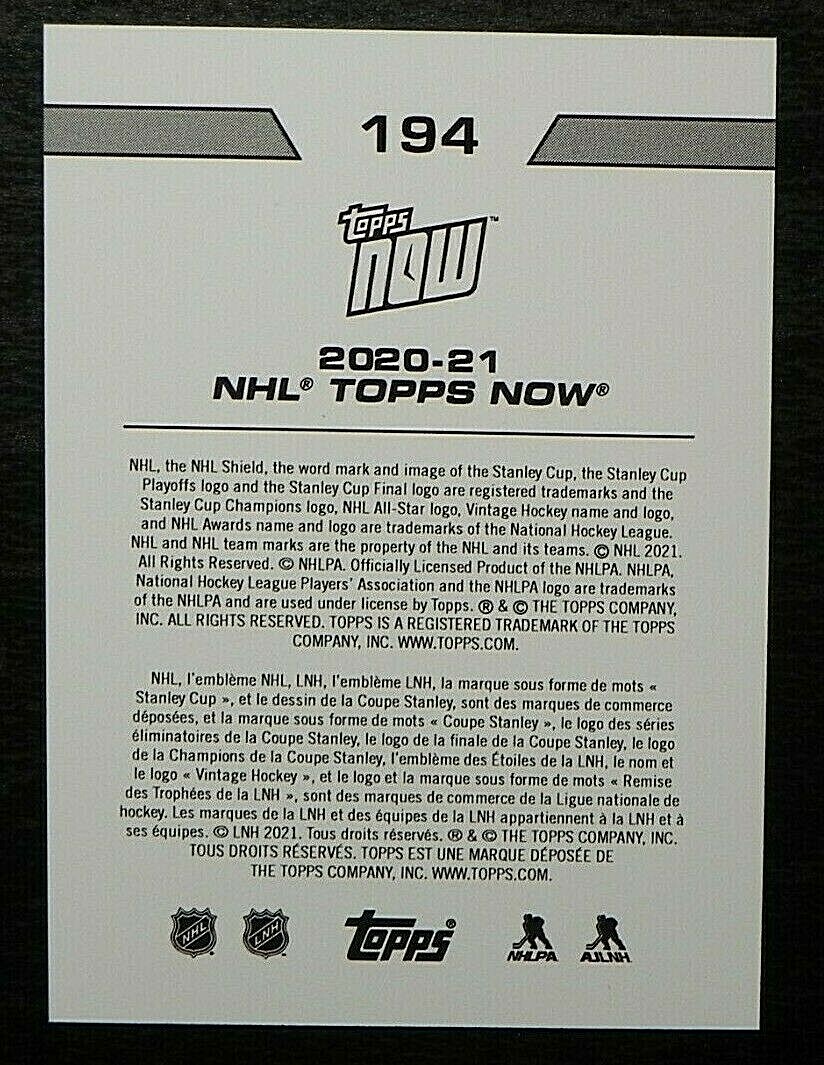 194
topps
now™
2020-21
NHL® TOPPS NOW®
NHL, the NHL Shield, the word mark and image of the Stanley Cup, the Stanley Cup
Playoffs logo and the Stanley Cup Final logo are registered trademarks and the
Stanley Cup Champions logo, NHL All-Star logo, Vintage Hockey name and logo,
and NHL Awards name and logo are trademarks of the National Hockey League.
NHL and NHL team marks are the property of the NHL and its teams. © NHL 2021.
All Rights Reserved. © NHLPA. Officially Licensed Product of the NHLPA. NHLPA,
National Hockey League Players' Association and the NHLPA logo are trademarks
of the NHLPA and are used under license by Topps. ® & © THE TOPPS COMPANY,
INC. ALL RIGHTS RESERVED. TOPPS IS A REGISTERED TRADEMARK OF THE TOPPS
COMPANY, INC. WWW.TOPPS.COM.
NHL, l'emblème NHL, LNH, l'emblème LNH, la marque sous forme de mots «
Stanley Cup », et le dessin de la Coupe Stanley, sont des marques de commerce
déposées, et la marque sous forme de mots « Coupe Stanley », le logo des séries
éliminatoires de la Coupe Stanley, le logo de la finale de la Coupe Stanley, le logo
de la Champions de la Coupe Stanley, l'emblème des Étoiles de la LNH, le nom et
le logo « Vintage Hockey », et le logo et la marque sous forme de mots « Remise
des Trophées de la LNH », sont des marques de commerce de la Ligue nationale de
hockey. Les marques de la LNH et des équipes de la LNH appartiennent à la LNH et à
ses équipes. © LNH 2021. Tous droits réservés. ® & © THE TOPPS COMPANY, INC.
TOUS DROITS RÉSERVÉS. TOPPS EST UNE MARQUE DÉPOSÉE DE
THE TOPPS COMPANY, INC. WWW.TOPPS.COM.
NHL LNH topps® NHLPA AJLNH